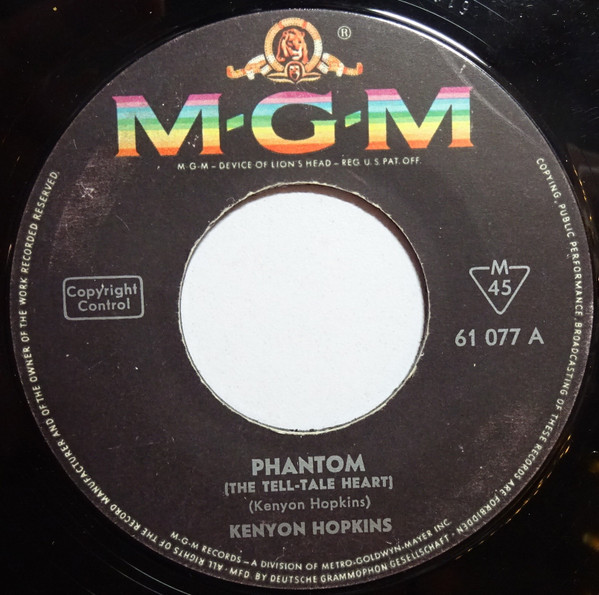 ®
M-G-M
M G M – DEVICE OF LION'S HEAD – REG. U.S. PAT. OFF.
Copyright
Control
M
45
61 077 A
PHANTOM
(THE TELL-TALE HEART)
(Kenyon Hopkins)
KENYON HOPKINS
M-G-M RECORDS – A DIVISION OF METRO-GOLDWYN-MAYER INC.
MFD. BY DEUTSCHE GRAMMOPHON GESELLSCHAFT - ALL RIGHTS OF THE RECORD MANUFACTURER AND OF THE OWNER OF THE WORK RECORDED RESERVED. COPYING, PUBLIC PERFORMANCE, BROADCASTING OF THESE RECORDS ARE FORBIDDEN